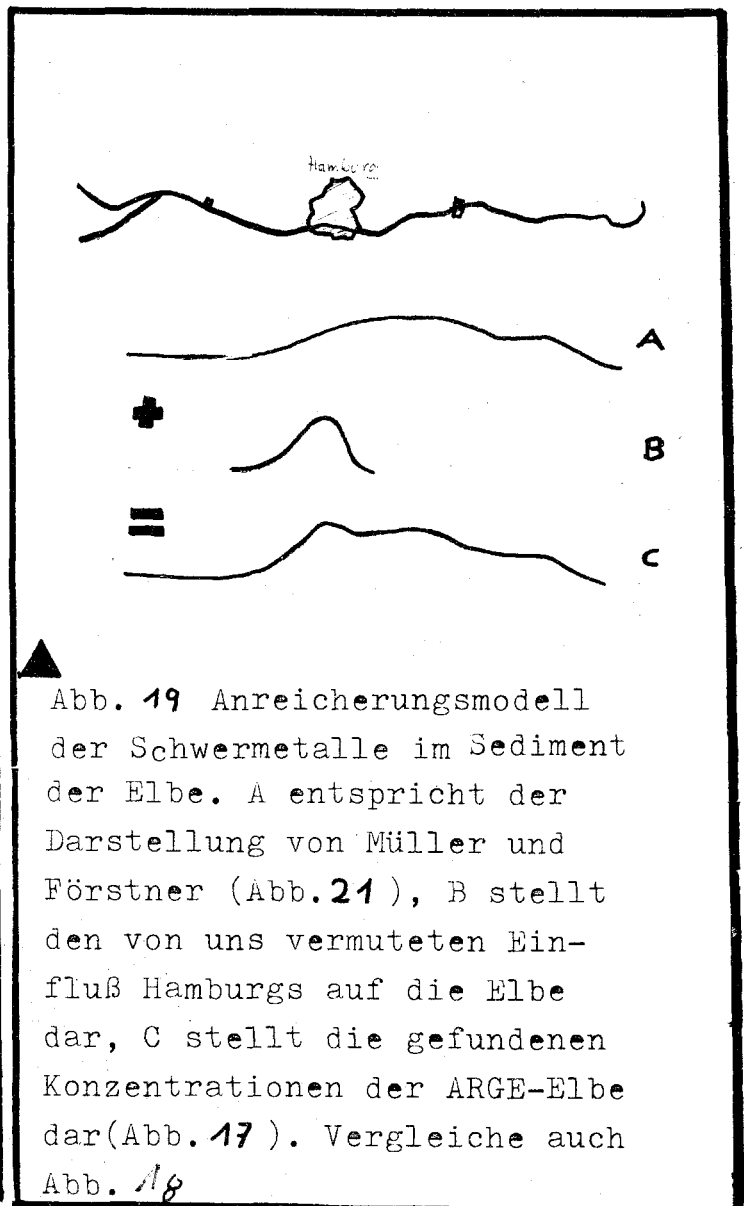 Hamburg
A
+
B
=
C
Abb. 19 Anreicherungsmodell
der Schwermetalle im Sediment
der Elbe. A entspricht der
Darstellung von Müller und
Förstner (Abb.21), B stellt
den von uns vermuteten Ein-
fluß Hamburgs auf die Elbe
dar, C stellt die gefundenen
Konzentrationen der ARGE-Elbe
dar(Abb.17). Vergleiche auch
Abb. 18